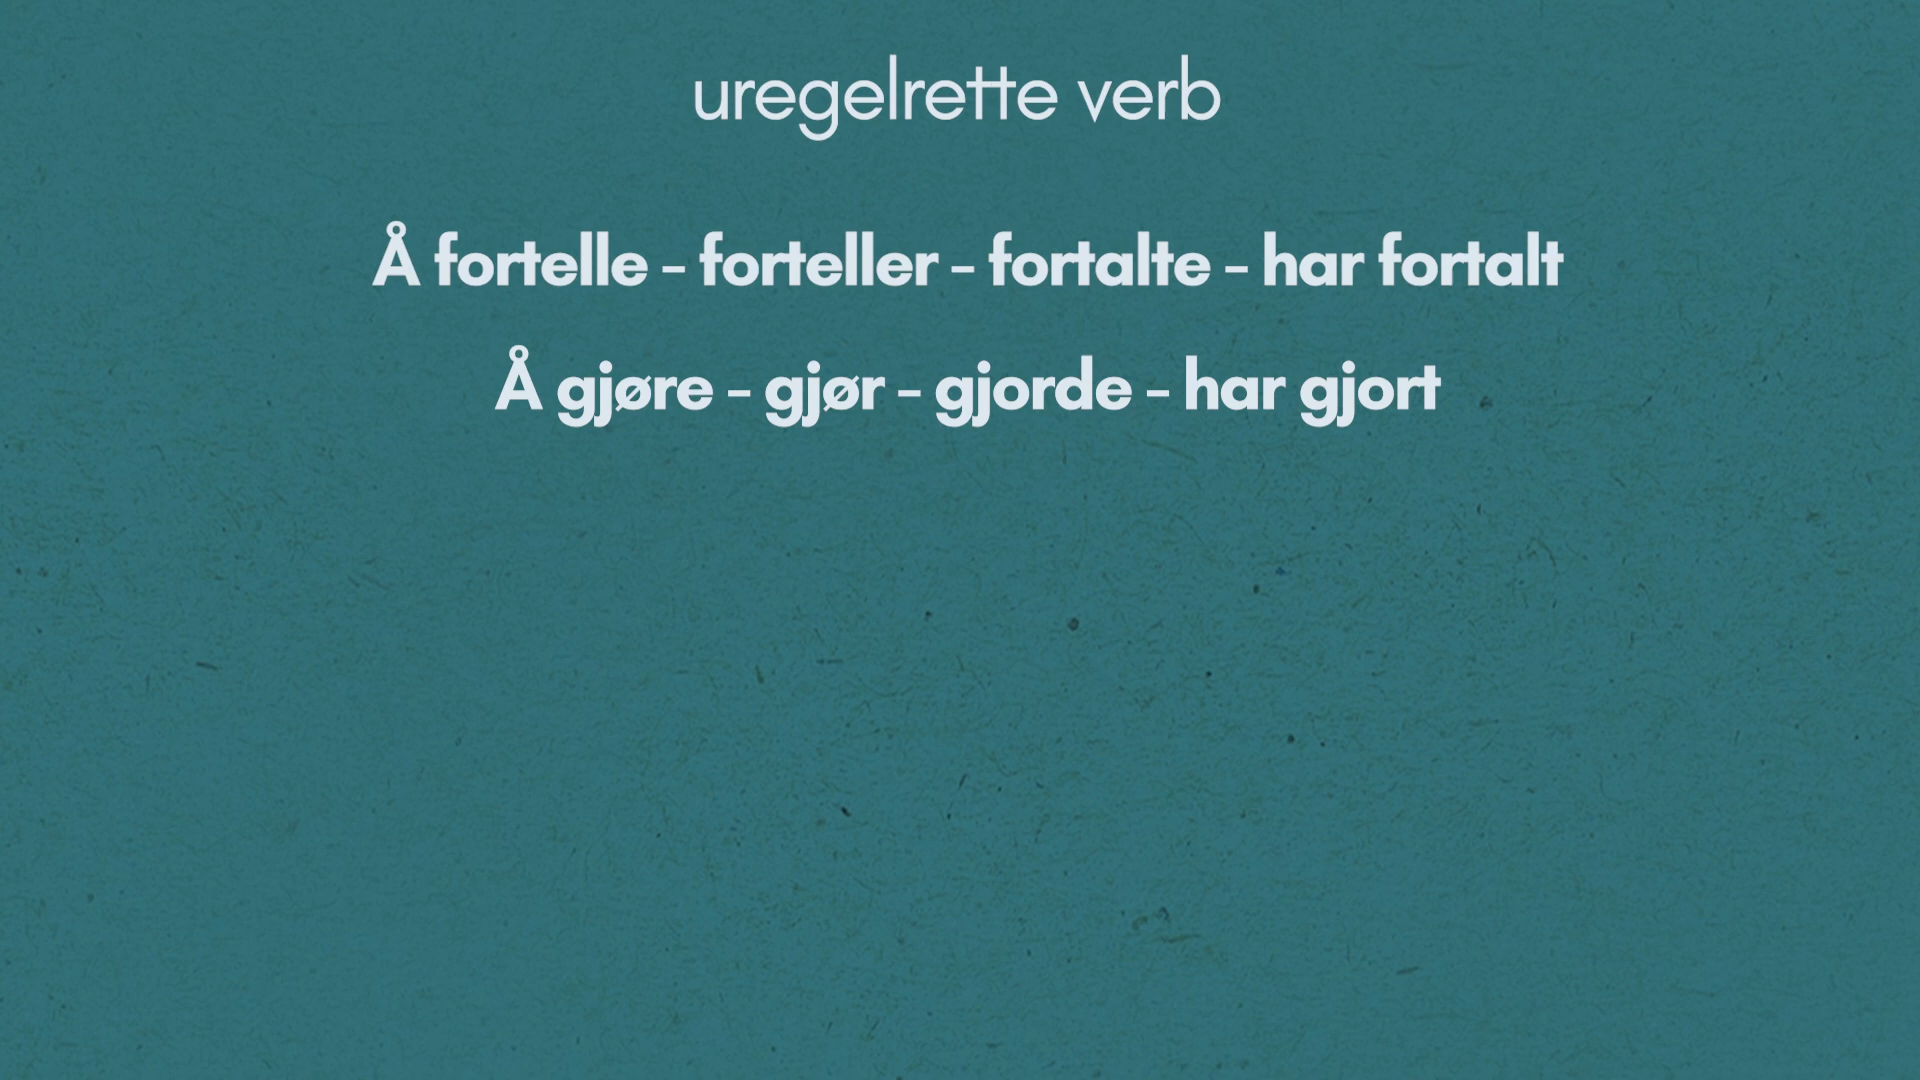 uregelrette verb
Å fortelle - forteller - fortalte - har fortalt
Å gjøre - gjør - gjorde - har gjort